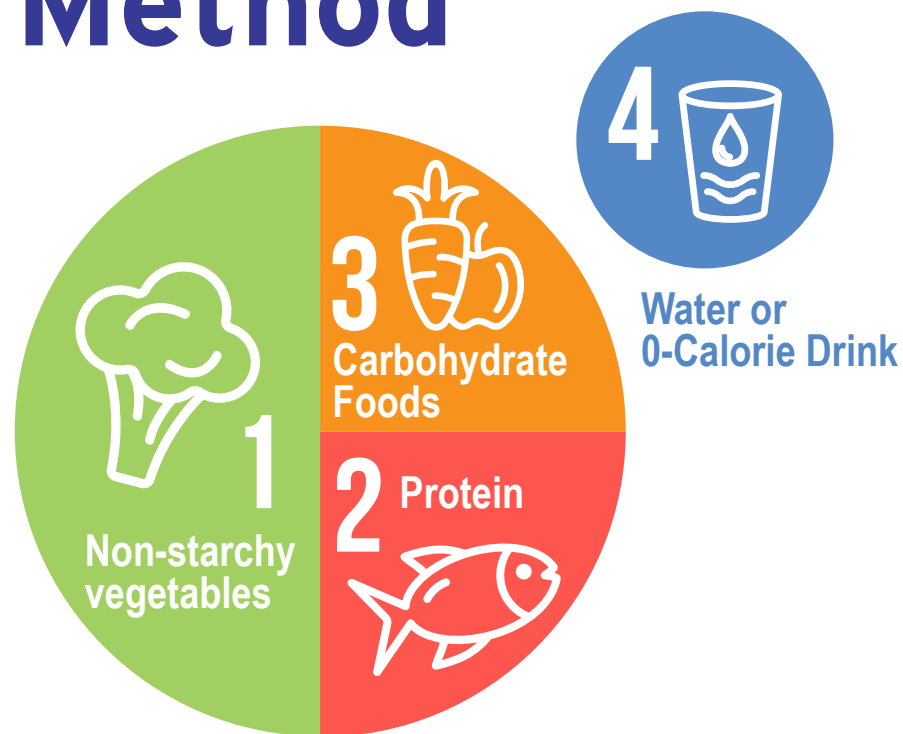 Method
4
Water or
0-Calorie Drink
3
Carbohydrate
Foods
1
Non-starchy
vegetables
2 Protein